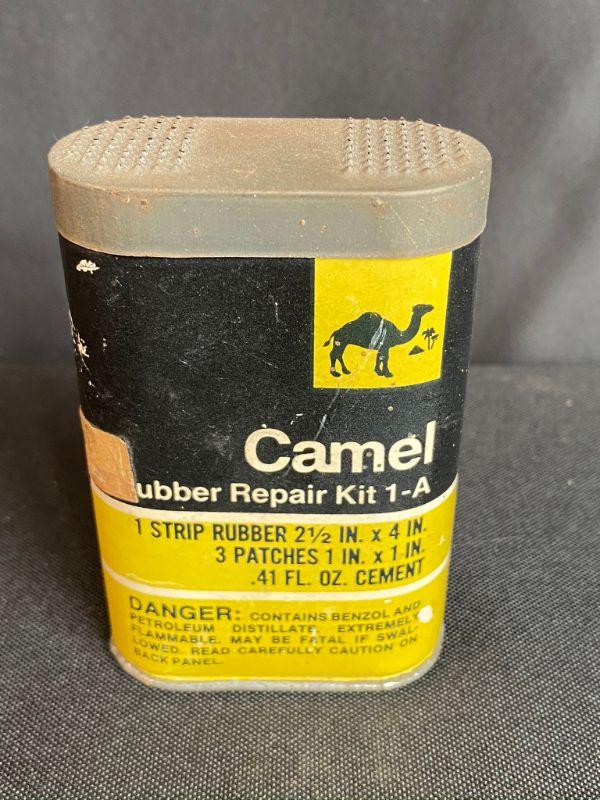 Camel
ubber Repair Kit 1-A
1 STRIP RUBBER 2½ IN. x 4 IN.
3 PATCHES 1 IN. x 1 IN.
.41 FL. OZ. CEMENT
DANGER: CONTAINS BENZOL AND
PETROLEUM DISTILLATE. EXTREMELY
FLAMMABLE. MAY BE FATAL IF SWAL-
LOWED. READ CAREFULLY CAUTION ON
BACK PANEL.